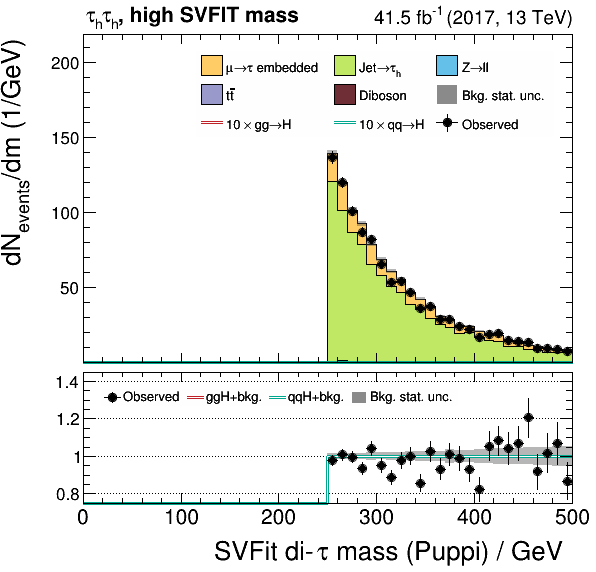 τhτh, high SVFIT mass
41.5 fb⁻¹ (2017, 13 TeV)
dNevents/dm (1/GeV)
200
150
100
50
μ→τ embedded
Jet→τh
Z→ll
tt̅
Diboson
Bkg. stat. unc.
10 × gg→H
10 × qq→H
Observed
1.4
1.2
1
0.8
Observed
ggH+bkg.
qqH+bkg.
Bkg. stat. unc.
0
100
200
300
400
500
SVFit di-τ mass (Puppi) / GeV